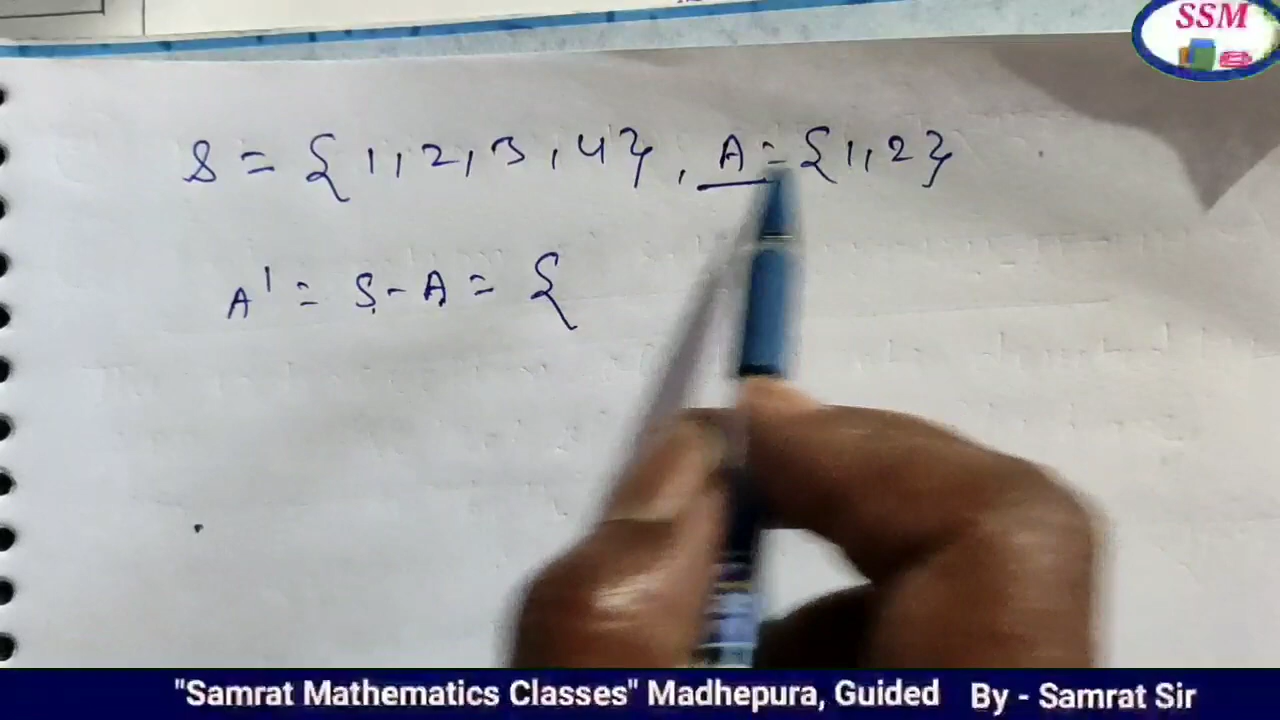 SSM
S = {1, 2, 3, 4}, A = {1, 2}
A' = S - A = {
"Samrat Mathematics Classes" Madhepura, Guided By - Samrat Sir